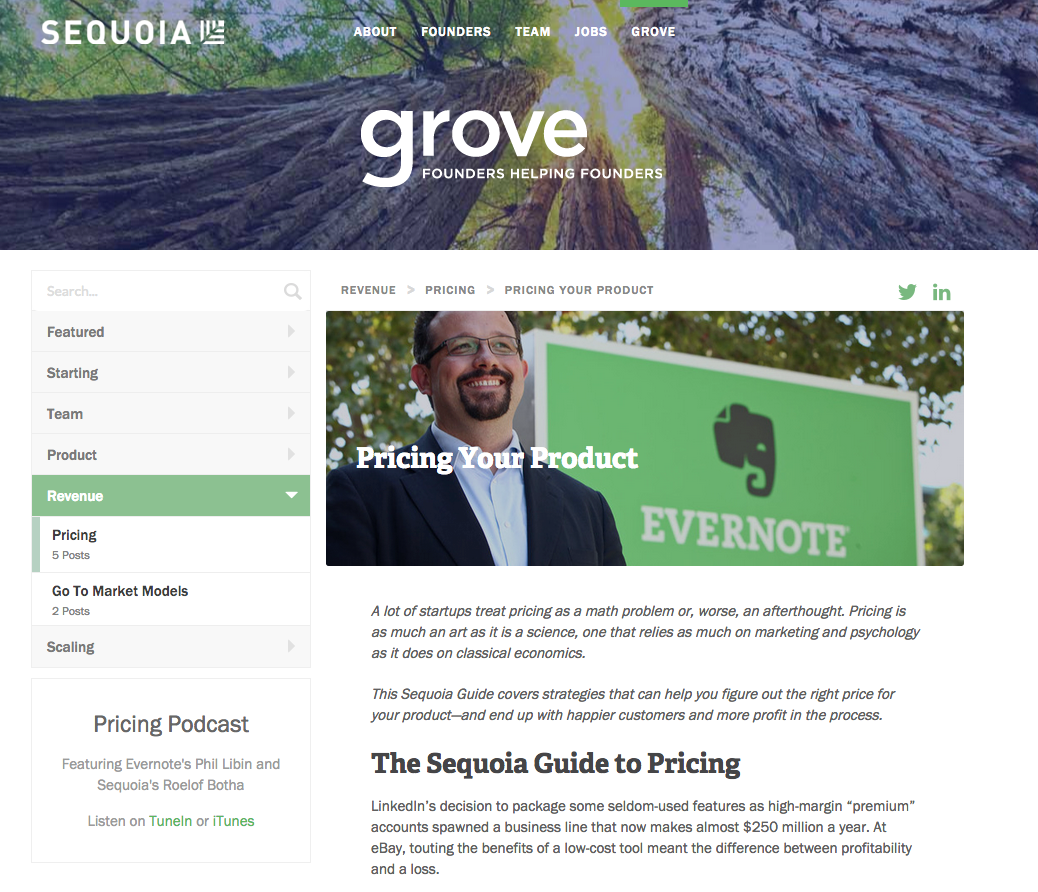 SEQUOIA
ABOUT FOUNDERS TEAM JOBS GROVE
grove
FOUNDERS HELPING FOUNDERS
Search...
Featured
Starting
Team
Product
Revenue
Pricing
5 Posts
Go To Market Models
2 Posts
Scaling
Pricing Podcast
Featuring Evernote's Phil Libin and
Sequoia's Roelof Botha
Listen on TuneIn or iTunes
REVENUE > PRICING > PRICING YOUR PRODUCT
Pricing Your Product
EVERNOTE
A lot of startups treat pricing as a math problem or, worse, an afterthought. Pricing is
as much an art as it is a science, one that relies as much on marketing and psychology
as it does on classical economics.
This Sequoia Guide covers strategies that can help you figure out the right price for
your product—and end up with happier customers and more profit in the process.
The Sequoia Guide to Pricing
LinkedIn’s decision to package some seldom-used features as high-margin “premium”
accounts spawned a business line that now makes almost $250 million a year. At
eBay, touting the benefits of a low-cost tool meant the difference between profitability
and a loss.